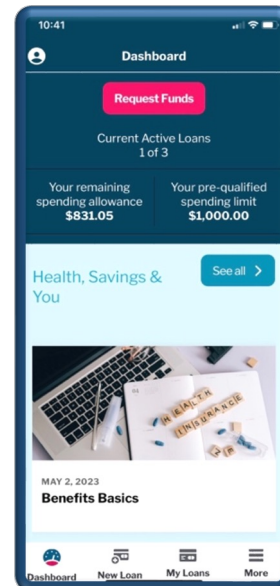 10:41
Dashboard
Request Funds
Current Active Loans
1 of 3
Your remaining
spending allowance
$831.05
Your pre-qualified
spending limit
$1,000.00
Health, Savings &
You
See all
HEALTH
INSURANCE
MAY 2, 2023
Benefits Basics
Dashboard
New Loan
My Loans
More